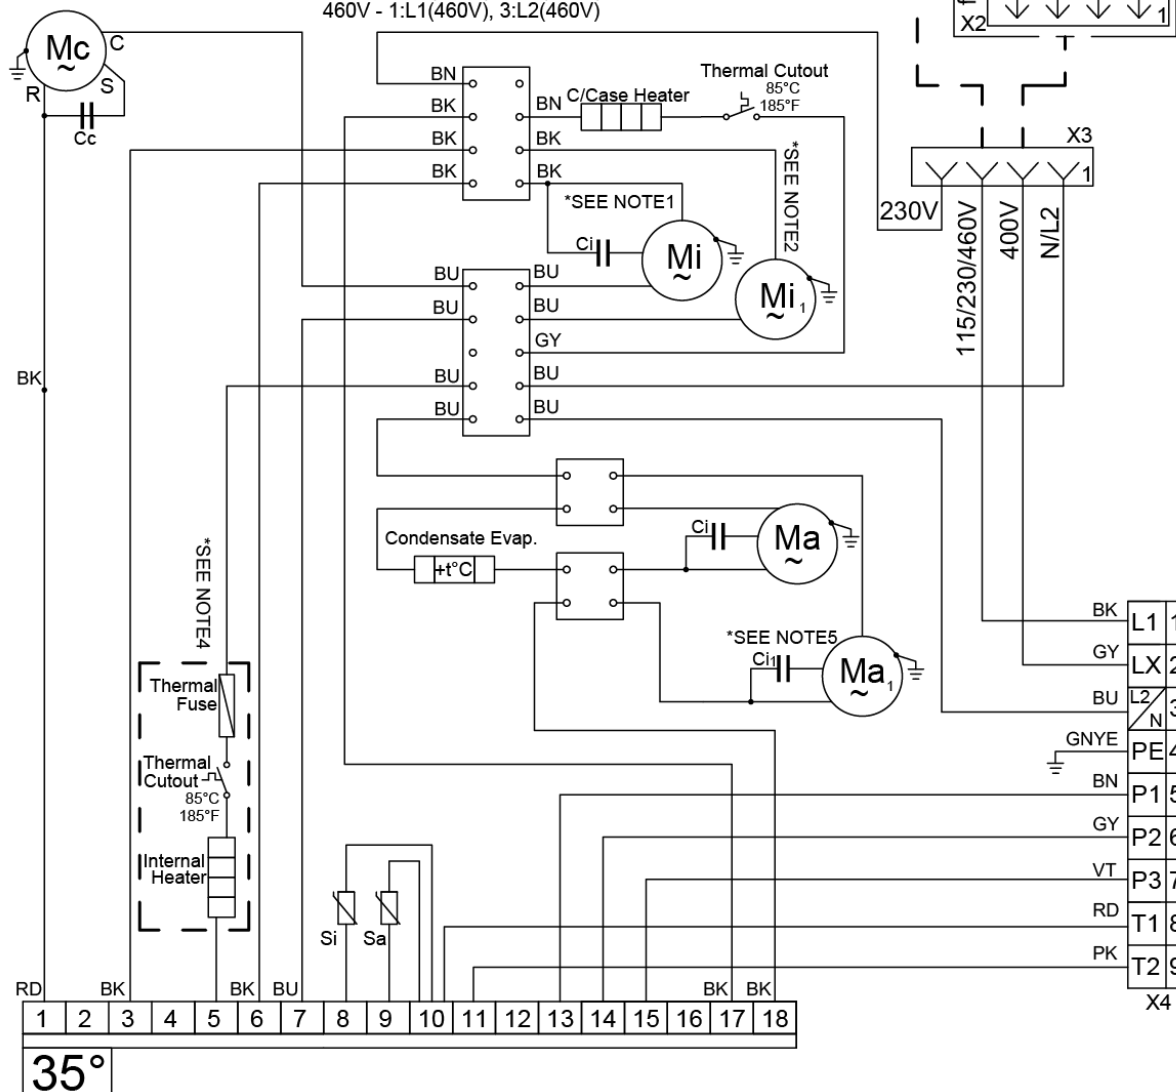 460V - 1:L1(460V), 3:L2(460V)
X2
1
Mc
~
C
S
R
Cc
BN
BK
BK
BK
BN
C/Case Heater
Thermal Cutout
85°C
185°F
BK
BK
*SEE NOTE1
*SEE NOTE2
Ci
Mi
~
Mi1
~
X3
1
230V
115/230/460V
400V
N/L2
BU
BU
BU
BU
BU
BU
GY
BU
BU
BK
Condensate Evap.
+t°C
Ci
Ma
~
*SEE NOTE5
Ci1
Ma1
~
*SEE NOTE4
Thermal
Fuse
Thermal
Cutout
85°C
185°F
Internal
Heater
Si
Sa
BK L1 1
GY LX 2
BU L2/N 3
GNYE PE 4
BN P1 5
GY P2 6
VT P3 7
RD T1 8
PK T2 9
X4
RD BK BK BU BK BK
1 2 3 4 5 6 7 8 9 10 11 12 13 14 15 16 17 18
35°